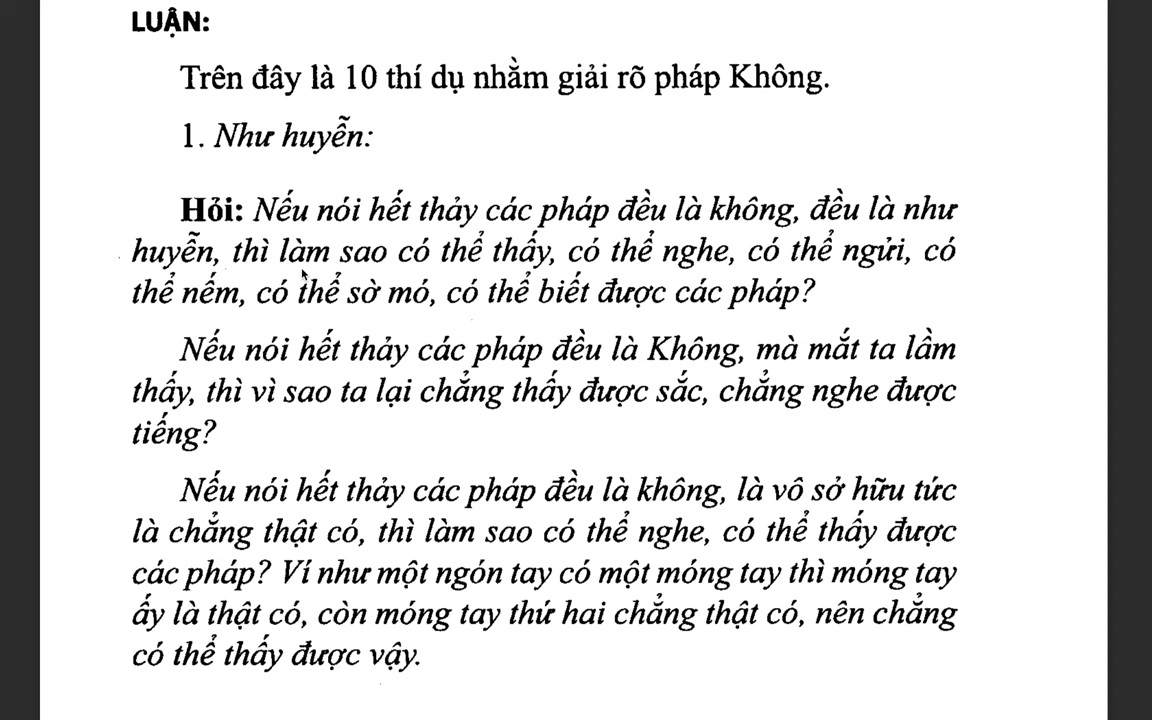 LUẬN:
Trên đây là 10 thí dụ nhằm giải rõ pháp Không.
1. Như huyễn:
Hỏi: Nếu nói hết thảy các pháp đều là không, đều là như
huyễn, thì làm sao có thể thấy, có thể nghe, có thể ngửi, có
thể nếm, có thể sờ mó, có thể biết được các pháp?
Nếu nói hết thảy các pháp đều là Không, mà mắt ta lầm
thấy, thì vì sao ta lại chẳng thấy được sắc, chẳng nghe được
tiếng?
Nếu nói hết thảy các pháp đều là không, là vô sở hữu tức
là chẳng thật có, thì làm sao có thể nghe, có thể thấy được
các pháp? Ví như một ngón tay có một móng tay thì móng tay
ấy là thật có, còn móng tay thứ hai chẳng thật có, nên chẳng
có thể thấy được vậy.